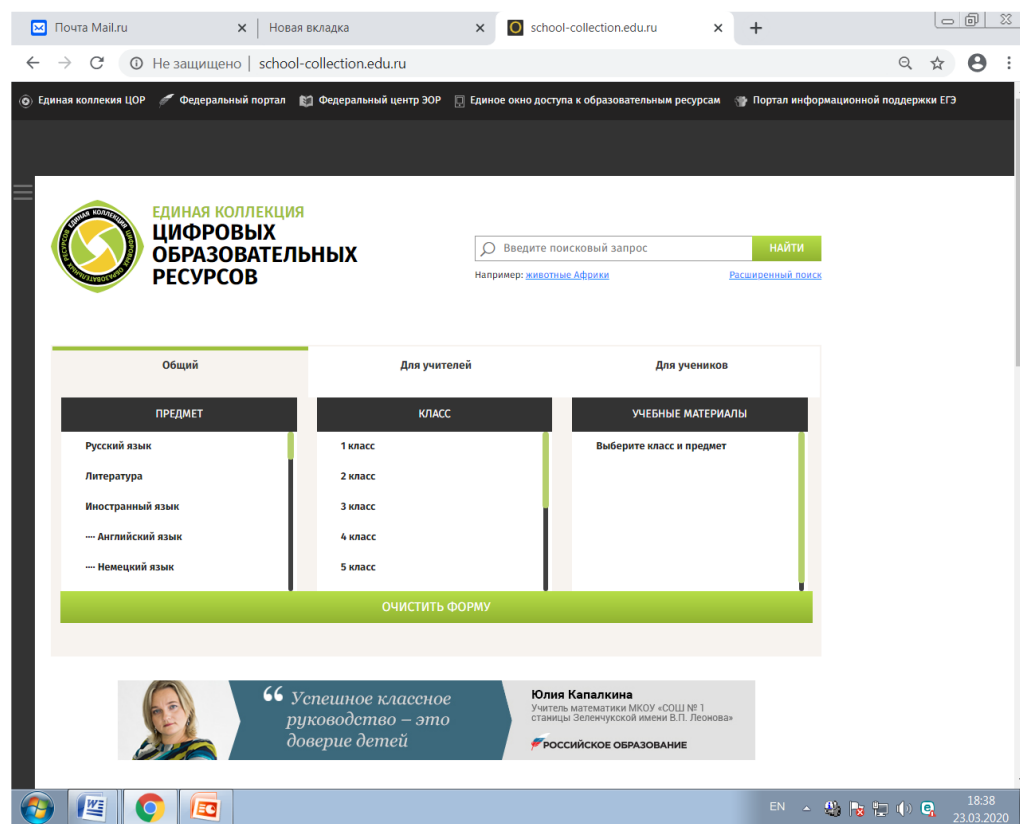 Почта Mail.ru
Новая вкладка
school-collection.edu.ru
Не защищено | school-collection.edu.ru
Единая коллекия ЦОР
Федеральный портал
Федеральный центр ЭОР
Единое окно доступа к образовательным ресурсам
Портал информационной поддержки ЕГЭ
ЕДИНАЯ КОЛЛЕКЦИЯ ЦИФРОВЫХ ОБРАЗОВАТЕЛЬНЫХ РЕСУРСОВ
ЕДИНАЯ КОЛЛЕКЦИЯ
ЦИФРОВЫХ
ОБРАЗОВАТЕЛЬНЫХ
РЕСУРСОВ
Введите поисковый запрос
НАЙТИ
Например: животные Африки
Расширенный поиск
Общий
Для учителей
Для учеников
ПРЕДМЕТ
КЛАСС
УЧЕБНЫЕ МАТЕРИАЛЫ
Русский язык
1 класс
Выберите класс и предмет
Литература
2 класс
Иностранный язык
3 класс
---- Английский язык
4 класс
---- Немецкий язык
5 класс
ОЧИСТИТЬ ФОРМУ
“ Успешное классное
руководство – это
доверие детей
Юлия Капалкина
Учитель математики МКОУ «СОШ № 1
станицы Зеленчукской имени В.П. Леонова»
РОССИЙСКОЕ ОБРАЗОВАНИЕ
EN
18:38
23.03.2020